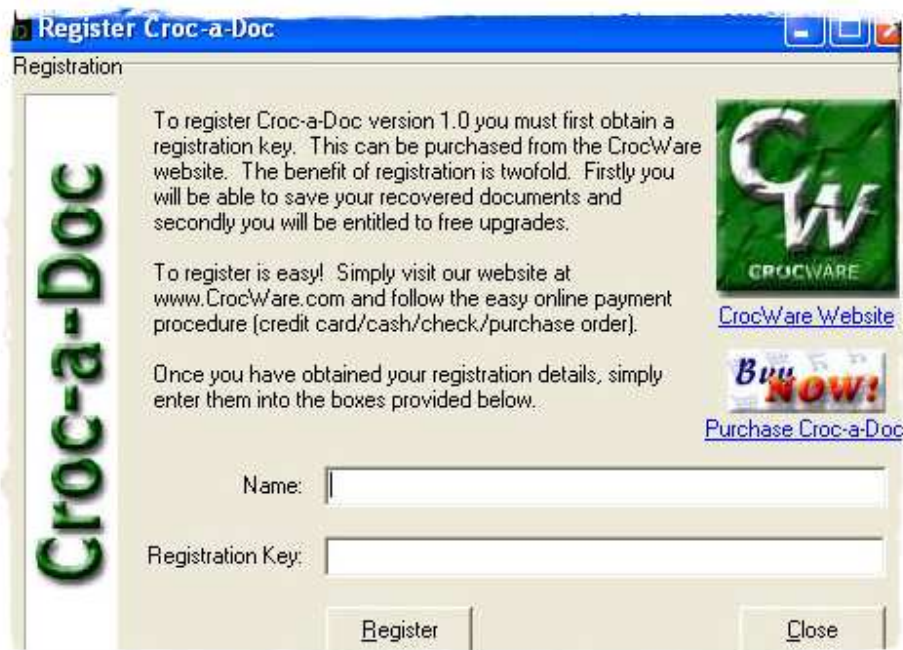 Register Croc-a-Doc
Registration
Croc-a-Doc
To register Croc-a-Doc version 1.0 you must first obtain a
registration key.  This can be purchased from the CrocWare
website.  The benefit of registration is twofold.  Firstly you
will be able to save your recovered documents and
secondly you will be entitled to free upgrades.
To register is easy!  Simply visit our website at
www.CrocWare.com and follow the easy online payment
procedure (credit card/cash/check/purchase order).
Once you have obtained your registration details, simply
enter them into the boxes provided below.
CW
CROCWARE
CrocWare Website
Buy
NOW!
Purchase Croc-a-Doc
Name:
Registration Key:
Register
Close